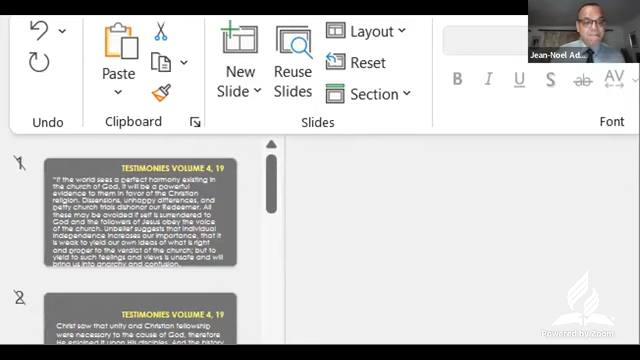 Jean-Noel Ad...
Layout
Reset
Section
Paste
New
Slide
Reuse
Slides
B I U S ab AV
Undo
Clipboard
Slides
Font
1
TESTIMONIES VOLUME 4, 19
"If the world sees a perfect harmony existing in
the church of God, it will be a powerful
evidence to them in favor of the Christian
religion. Dissensions, unhappy differences, and
petty church trials dishonor our Redeemer. All
these may be avoided if self is surrendered to
God and the followers of Jesus obey the voice
of the church. Unbelief suggests that individual
independence increases our importance, that it
is weak to yield our own ideas of what is right
and proper to the verdict of the church; but to
yield to such feelings and views is unsafe and will
bring us into anarchy and confusion.
2
TESTIMONIES VOLUME 4, 19
Christ saw that unity and Christian fellowship
were necessary to the cause of God, therefore
He enjoined it upon His disciples. And the history
Powered by Zoom